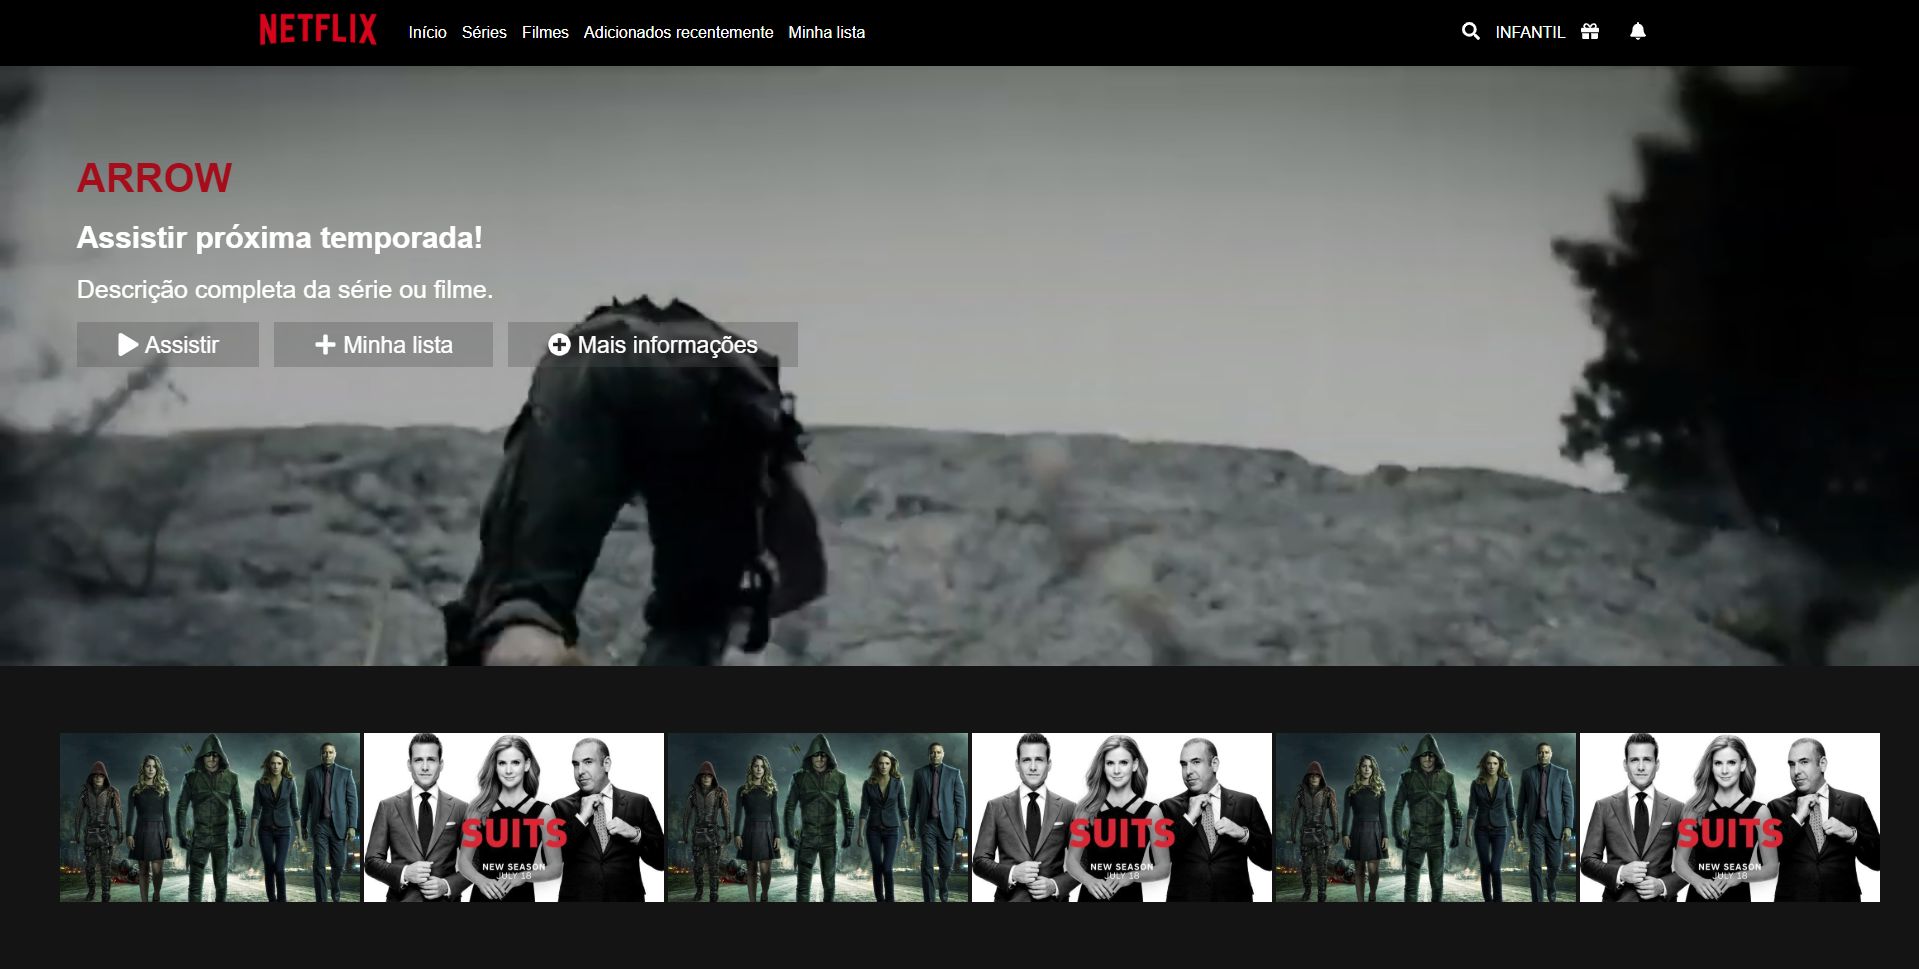 NETFLIX Início Séries Filmes Adicionados recentemente Minha lista INFANTIL
ARROW
Assistir próxima temporada!
Descrição completa da série ou filme.
Assistir Minha lista Mais informações
SUITS SUITS SUITS
NEW SEASON NEW SEASON NEW SEASON
JULY 18 JULY 18 JULY 18